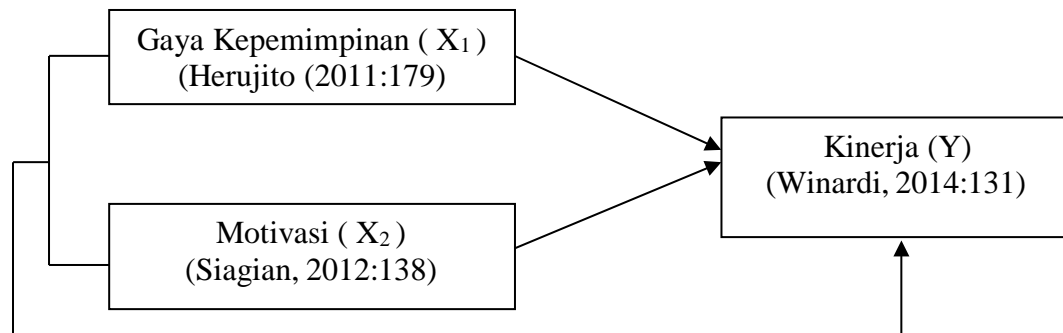 Gaya Kepemimpinan ( X₁ )
(Herujito (2011:179)
Kinerja (Y)
(Winardi, 2014:131)
Motivasi ( X₂ )
(Siagian, 2012:138)